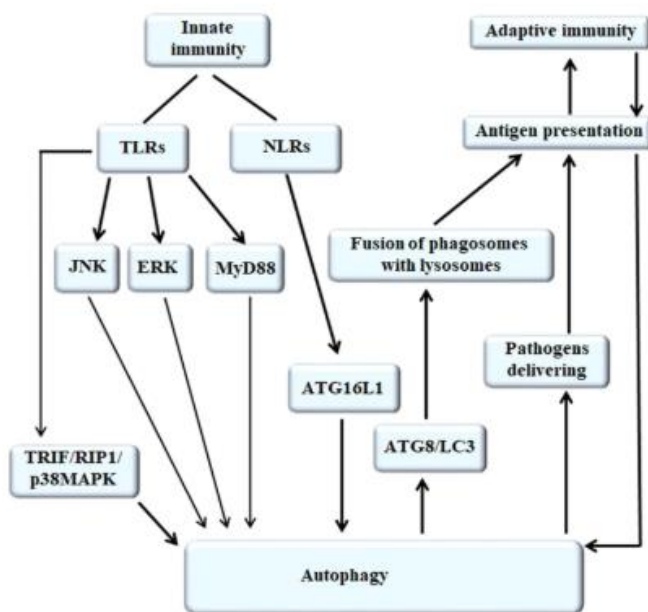 Innate
immunity
Adaptive immunity
TLRs
NLRs
Antigen presentation
JNK
ERK
MyD88
Fusion of phagosomes
with lysosomes
ATG16L1
Pathogens
delivering
ATG8/LC3
TRIF/RIP1/
p38MAPK
Autophagy